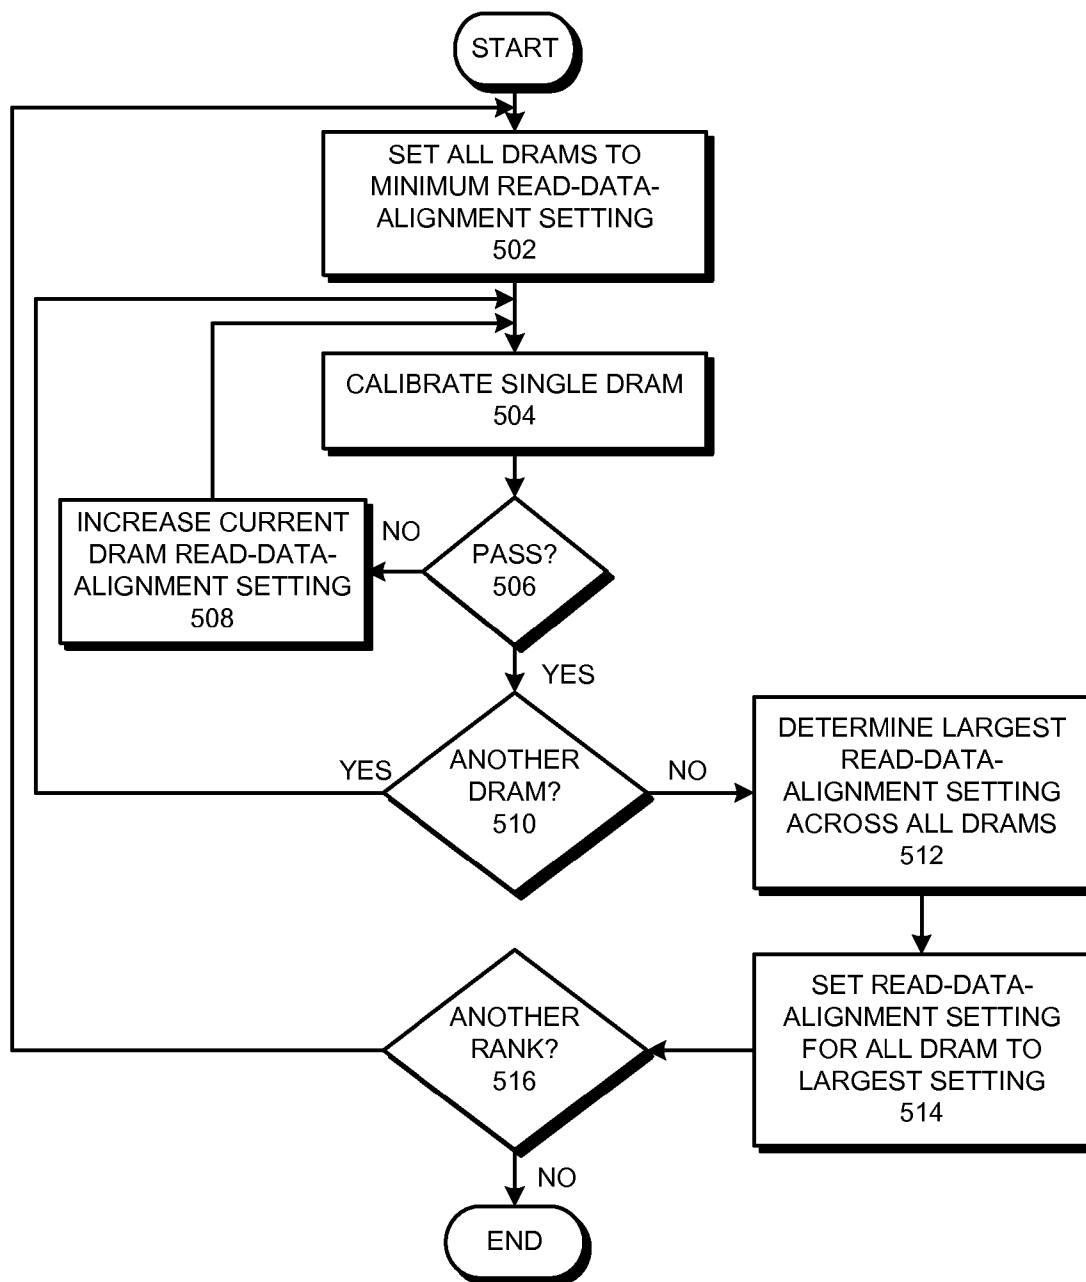 START
SET ALL DRAMS TO
MINIMUM READ-DATA-
ALIGNMENT SETTING
502
CALIBRATE SINGLE DRAM
504
INCREASE CURRENT
DRAM READ-DATA-
ALIGNMENT SETTING
508
NO
PASS?
506
YES
YES
ANOTHER
DRAM?
510
NO
DETERMINE LARGEST
READ-DATA-
ALIGNMENT SETTING
ACROSS ALL DRAMS
512
SET READ-DATA-
ALIGNMENT SETTING
FOR ALL DRAM TO
LARGEST SETTING
514
ANOTHER
RANK?
516
NO
END